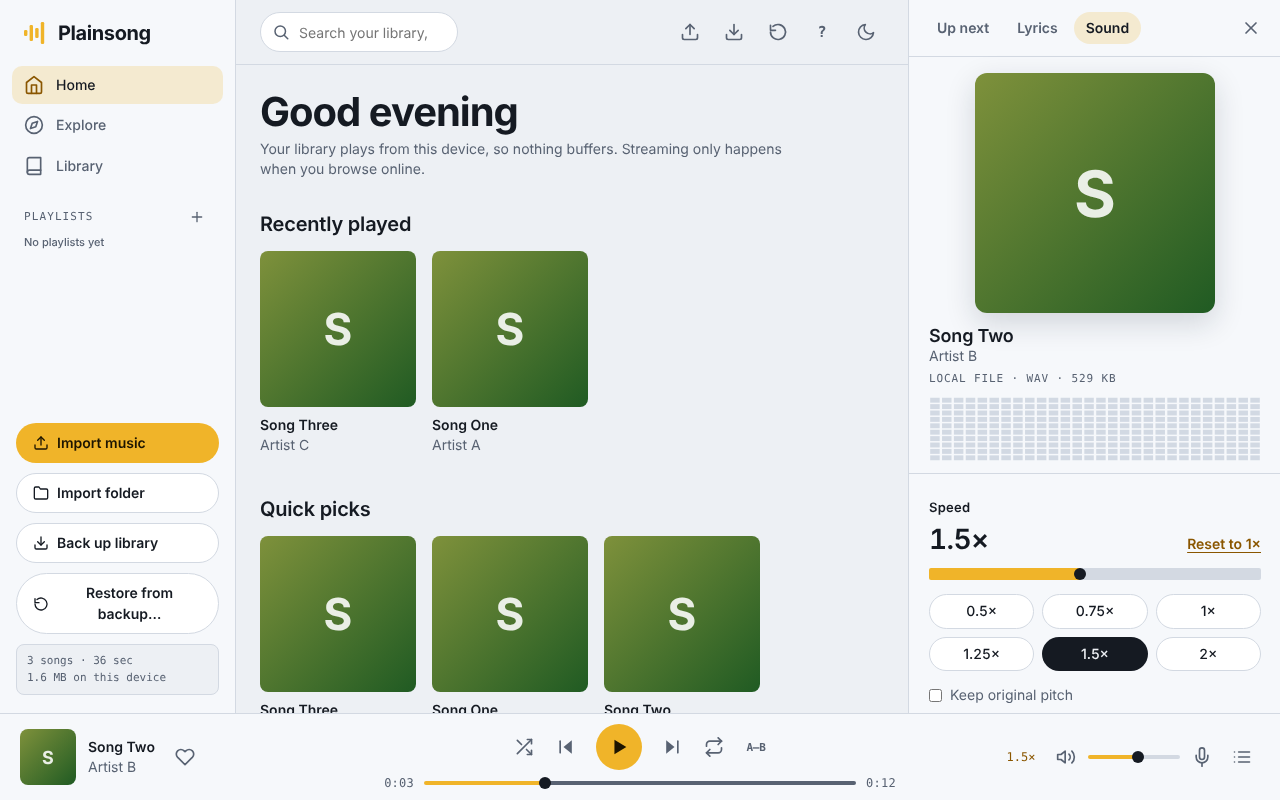 Plainsong
Home
Explore
Library
PLAYLISTS
No playlists yet
Import music
Import folder
Back up library
Restore from
backup…
3 songs · 36 sec
1.6 MB on this device
Search your library,
?
Good evening
Your library plays from this device, so nothing buffers. Streaming only happens
when you browse online.
Recently played
S
S
Song Three
Artist C
Song One
Artist A
Quick picks
S
S
S
Song Three
Song One
Song Two
Up next
Lyrics
Sound
S
Song Two
Artist B
LOCAL FILE · WAV · 529 KB
Speed
1.5×
Reset to 1×
0.5×
0.75×
1×
1.25×
1.5×
2×
Keep original pitch
S
Song Two
Artist B
A–B
0:03
0:12
1.5×